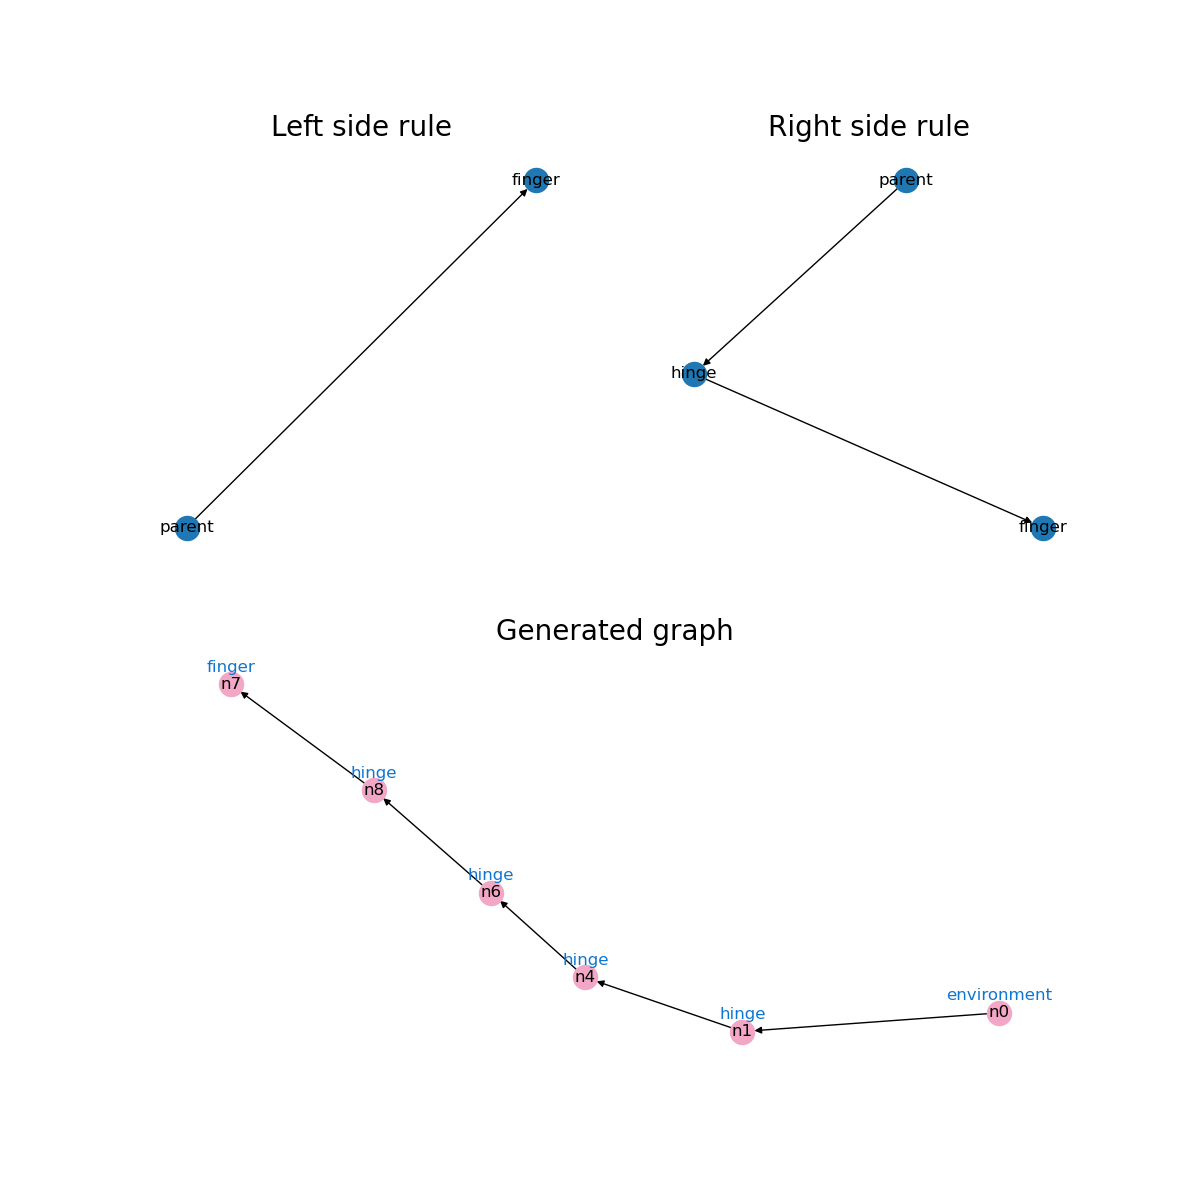 Left side rule
Right side rule
finger
parent
hinge
parent
finger
Generated graph
finger
n7
hinge
n8
hinge
n6
hinge
n4
environment
n0
hinge
n1